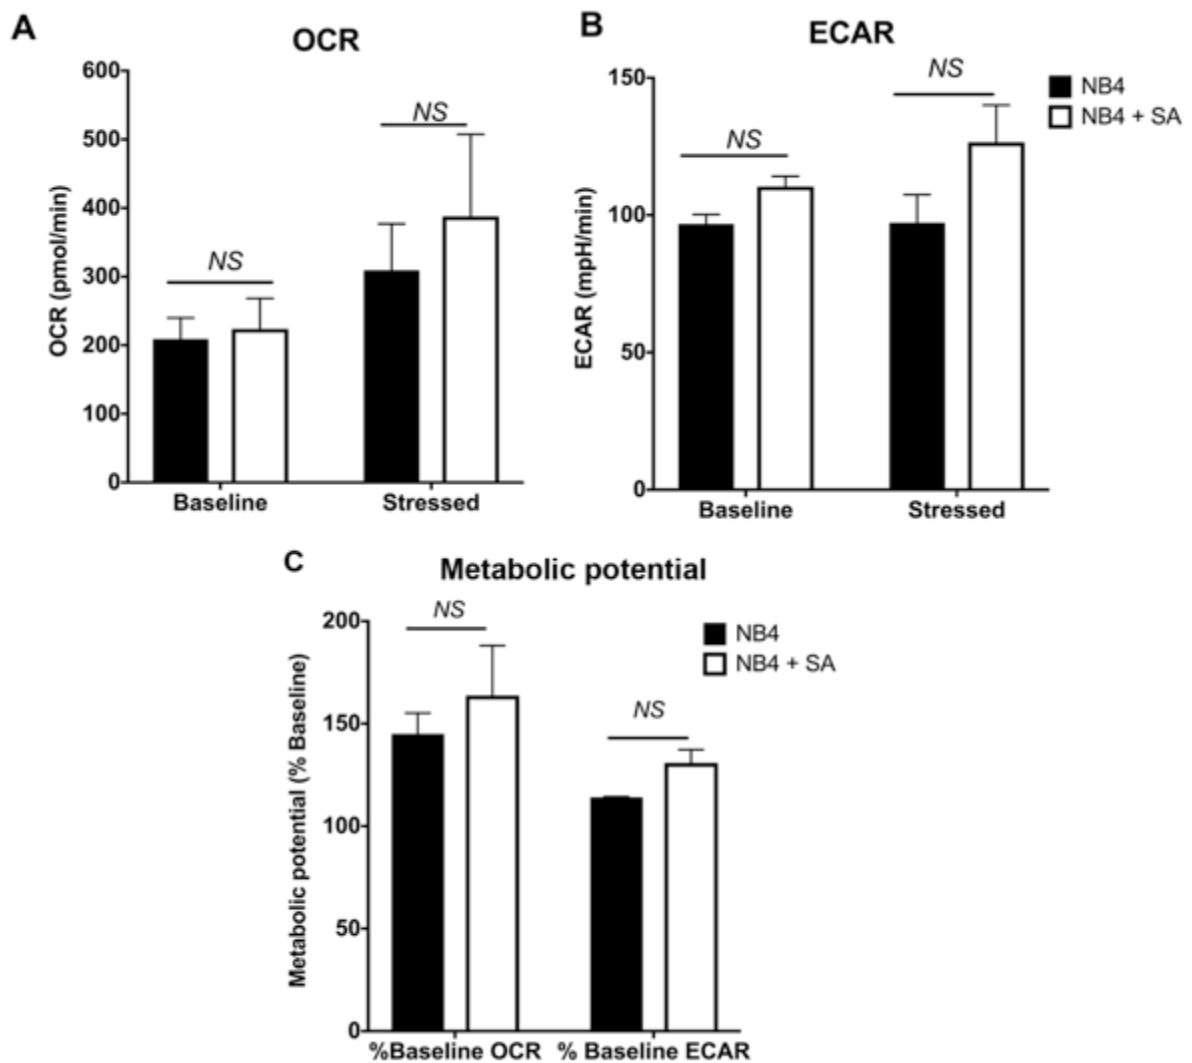 A
OCR
OCR (pmol/min)
600
500
400
300
200
100
0
NS
NS
Baseline
Stressed
B
ECAR
ECAR (mpH/min)
150
100
50
0
NS
NS
Baseline
Stressed
NB4
NB4 + SA
C
Metabolic potential
Metabolic potential (% Baseline)
200
150
100
50
0
NS
NS
%Baseline OCR
% Baseline ECAR
NB4
NB4 + SA